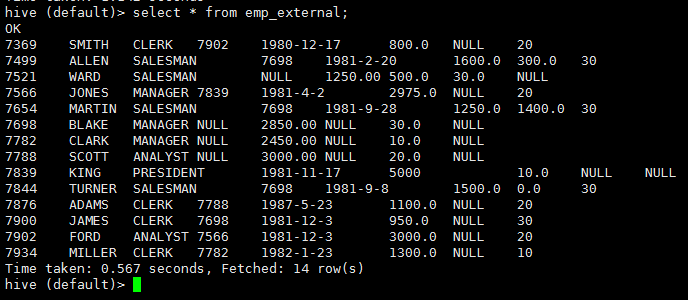 Time taken: 1.142 seconds
hive (default)> select * from emp_external;
OK
7369 SMITH CLERK 7902 1980-12-17 800.0 NULL 20
7499 ALLEN SALESMAN 7698 1981-2-20 1600.0 300.0 30
7521 WARD SALESMAN NULL 1250.00 500.0 30.0 NULL
7566 JONES MANAGER 7839 1981-4-2 2975.0 NULL 20
7654 MARTIN SALESMAN 7698 1981-9-28 1250.0 1400.0 30
7698 BLAKE MANAGER NULL 2850.00 NULL 30.0 NULL
7782 CLARK MANAGER NULL 2450.00 NULL 10.0 NULL
7788 SCOTT ANALYST NULL 3000.00 NULL 20.0 NULL
7839 KING PRESIDENT 1981-11-17 5000 10.0 NULL NULL
7844 TURNER SALESMAN 7698 1981-9-8 1500.0 0.0 30
7876 ADAMS CLERK 7788 1987-5-23 1100.0 NULL 20
7900 JAMES CLERK 7698 1981-12-3 950.0 NULL 30
7902 FORD ANALYST 7566 1981-12-3 3000.0 NULL 20
7934 MILLER CLERK 7782 1982-1-23 1300.0 NULL 10
Time taken: 0.567 seconds, Fetched: 14 row(s)
hive (default)>